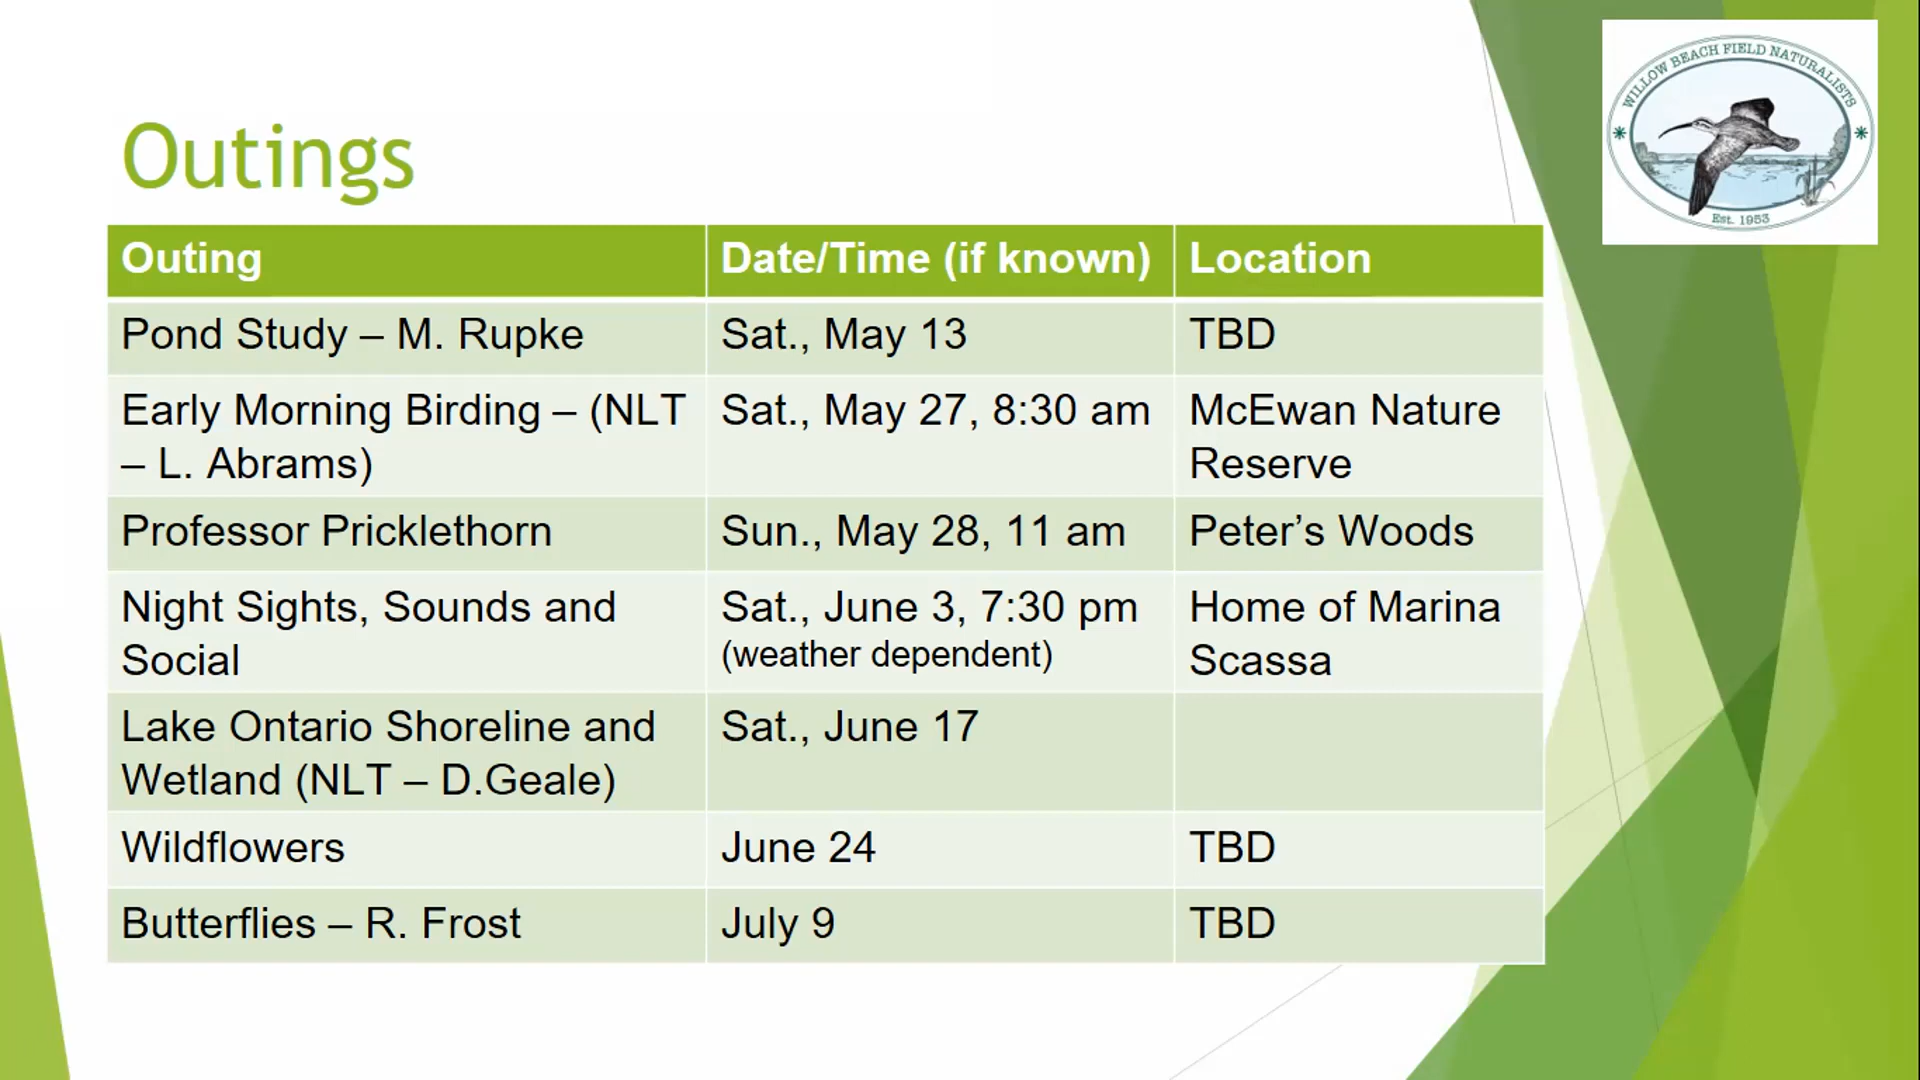 WILLOW BEACH FIELD NATURALISTS
Est. 1953
Outings
Outing Date/Time (if known) Location
Pond Study – M. Rupke Sat., May 13 TBD
Early Morning Birding – (NLT Sat., May 27, 8:30 am McEwan Nature
– L. Abrams) Reserve
Professor Pricklethorn Sun., May 28, 11 am Peter’s Woods
Night Sights, Sounds and Sat., June 3, 7:30 pm Home of Marina
Social (weather dependent) Scassa
Lake Ontario Shoreline and Sat., June 17
Wetland (NLT – D.Geale)
Wildflowers June 24 TBD
Butterflies – R. Frost July 9 TBD